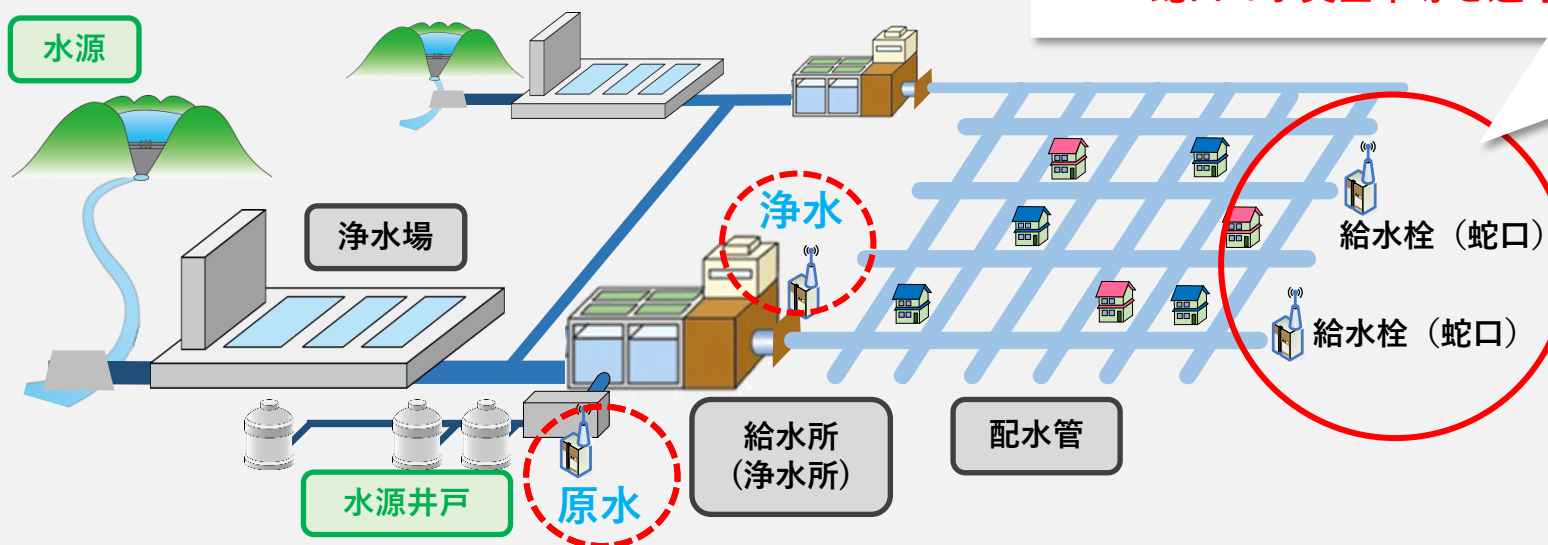 水源
浄水場
浄水
給水栓（蛇口）
給水栓（蛇口）
給水所
（浄水所）
配水管
水源井戸
原水